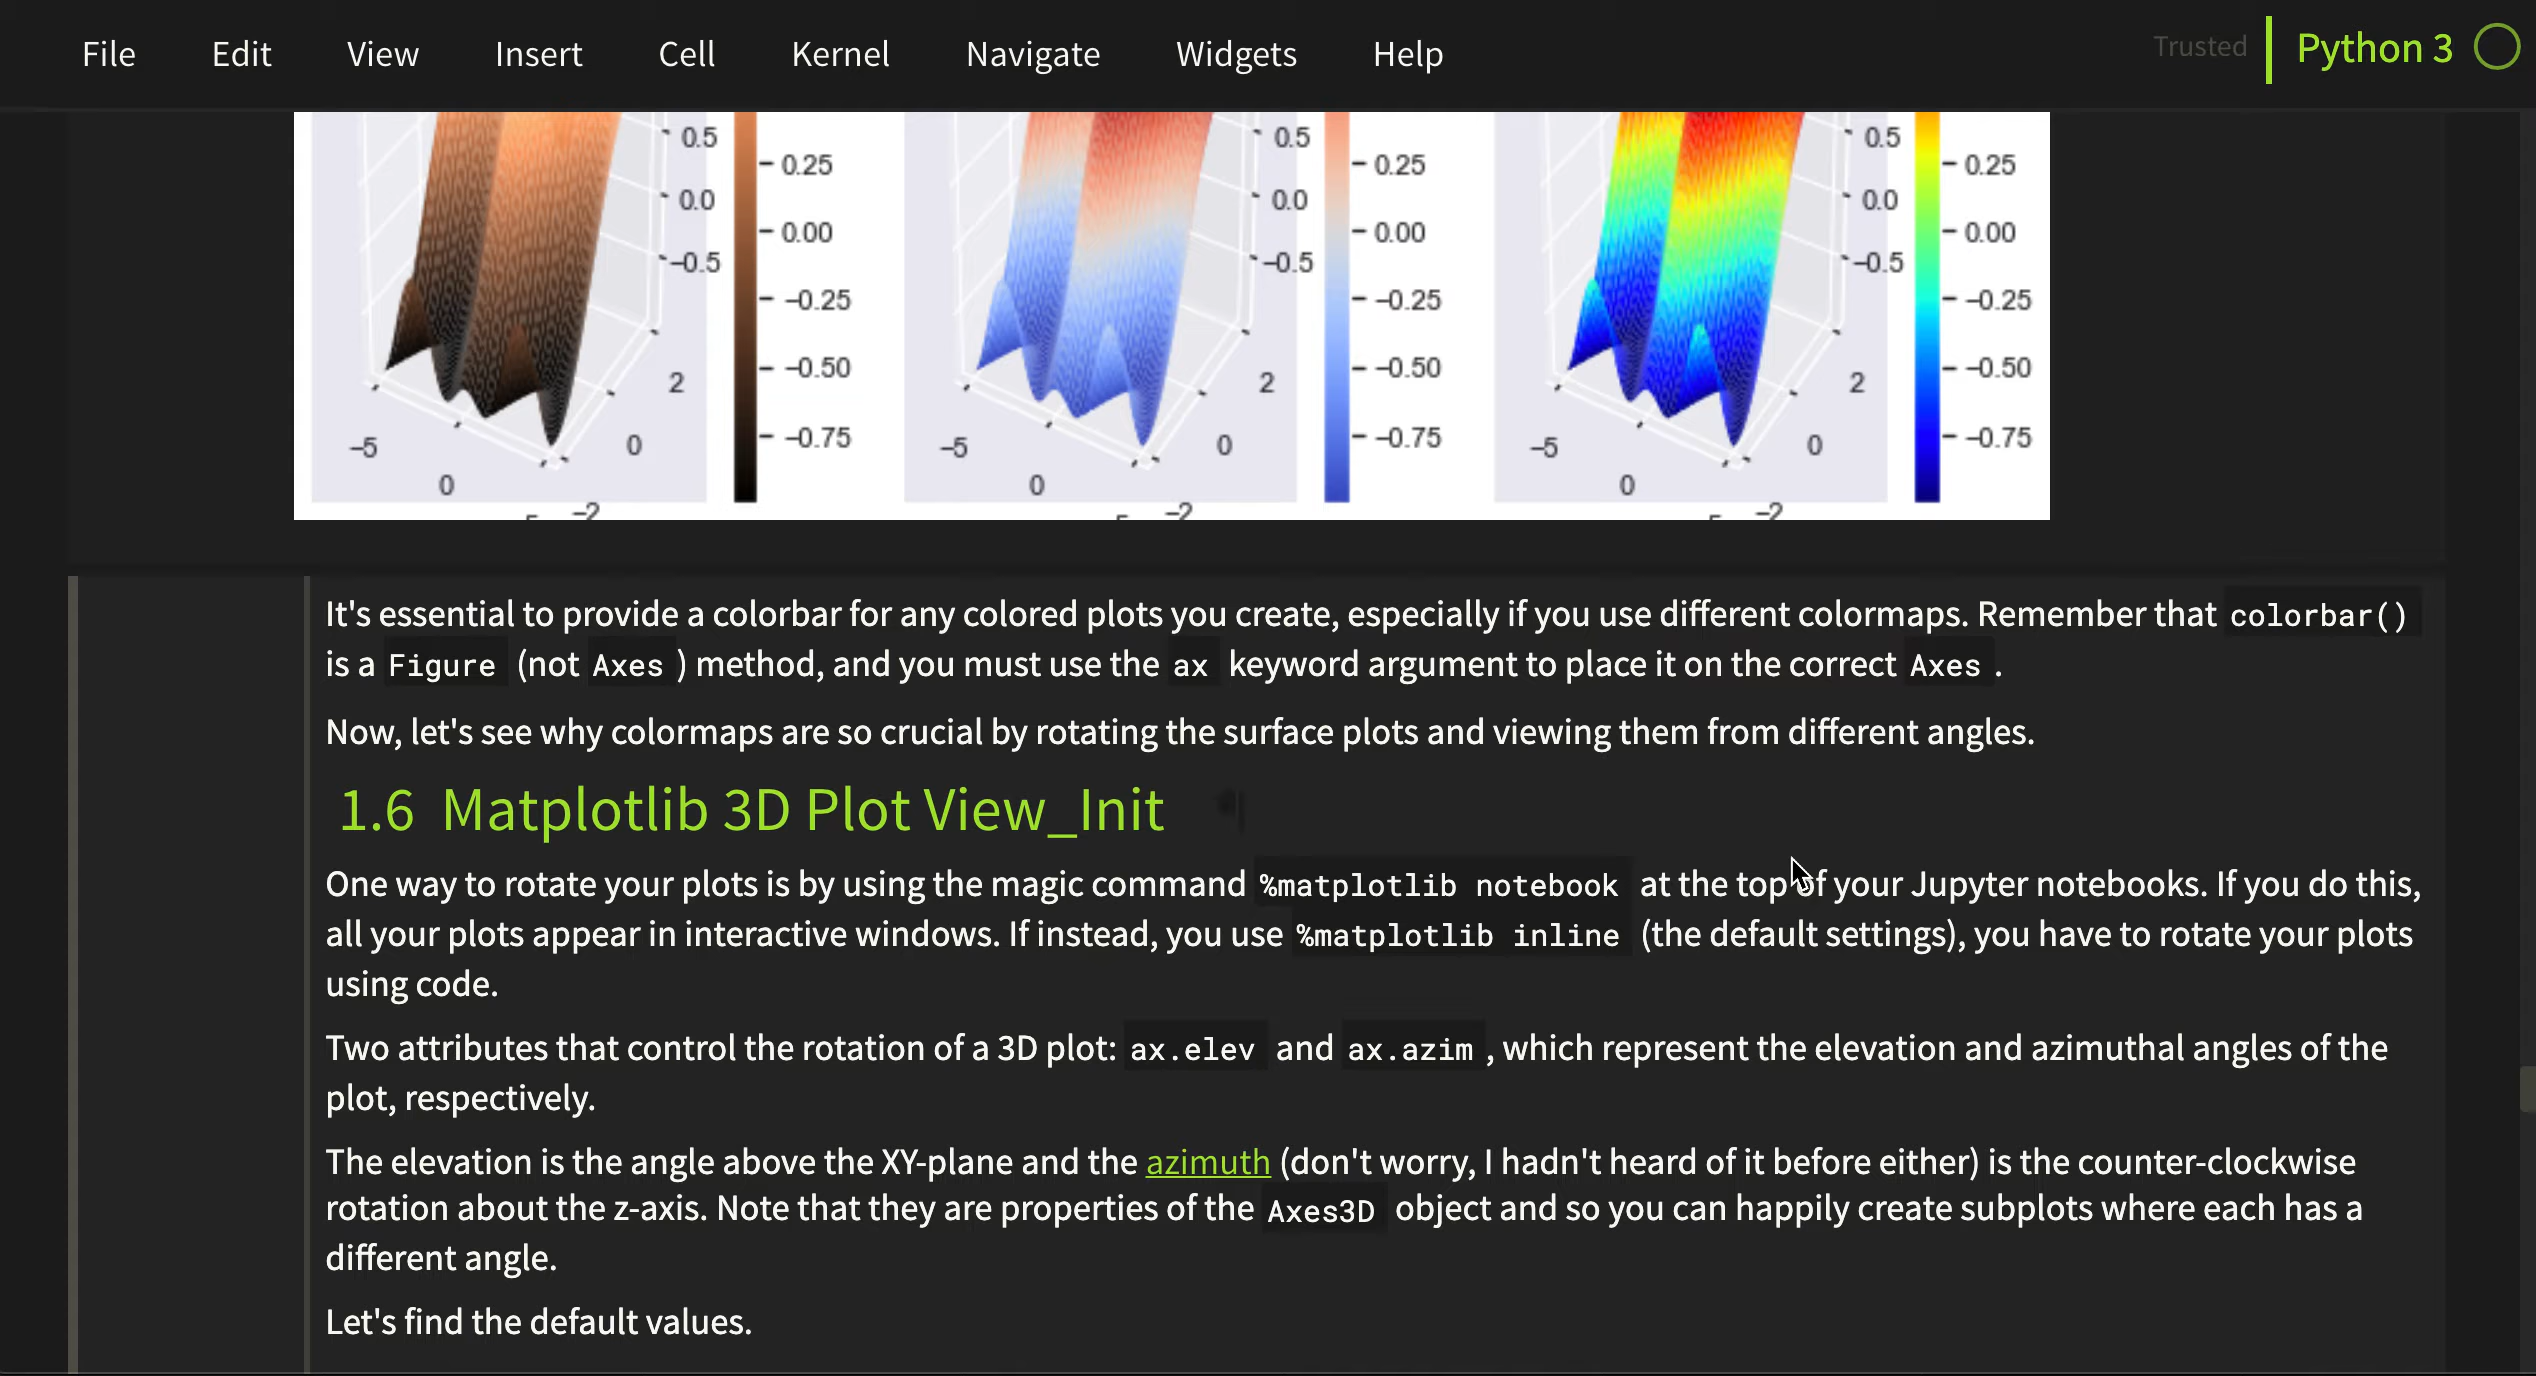 File Edit View Insert Cell Kernel Navigate Widgets Help Trusted Python 3
0.5 0.25 0.5 0.25 0.5 0.25
0.0 0.00 0.0 0.00 0.0 0.00
−0.5 −0.25 −0.5 −0.25 −0.5 −0.25
2 −0.50 2 −0.50 2 −0.50
−5 0 −0.75 −5 0 −0.75 −5 0 −0.75
0 −2 0 −2 0 −2
It's essential to provide a colorbar for any colored plots you create, especially if you use different colormaps. Remember that colorbar()
is a Figure (not Axes ) method, and you must use the ax keyword argument to place it on the correct Axes .
Now, let's see why colormaps are so crucial by rotating the surface plots and viewing them from different angles.
1.6 Matplotlib 3D Plot View_Init ¶
One way to rotate your plots is by using the magic command %matplotlib notebook at the top of your Jupyter notebooks. If you do this,
all your plots appear in interactive windows. If instead, you use %matplotlib inline (the default settings), you have to rotate your plots
using code.
Two attributes that control the rotation of a 3D plot: ax.elev and ax.azim , which represent the elevation and azimuthal angles of the
plot, respectively.
The elevation is the angle above the XY-plane and the azimuth (don't worry, I hadn't heard of it before either) is the counter-clockwise
rotation about the z-axis. Note that they are properties of the Axes3D object and so you can happily create subplots where each has a
different angle.
Let's find the default values.